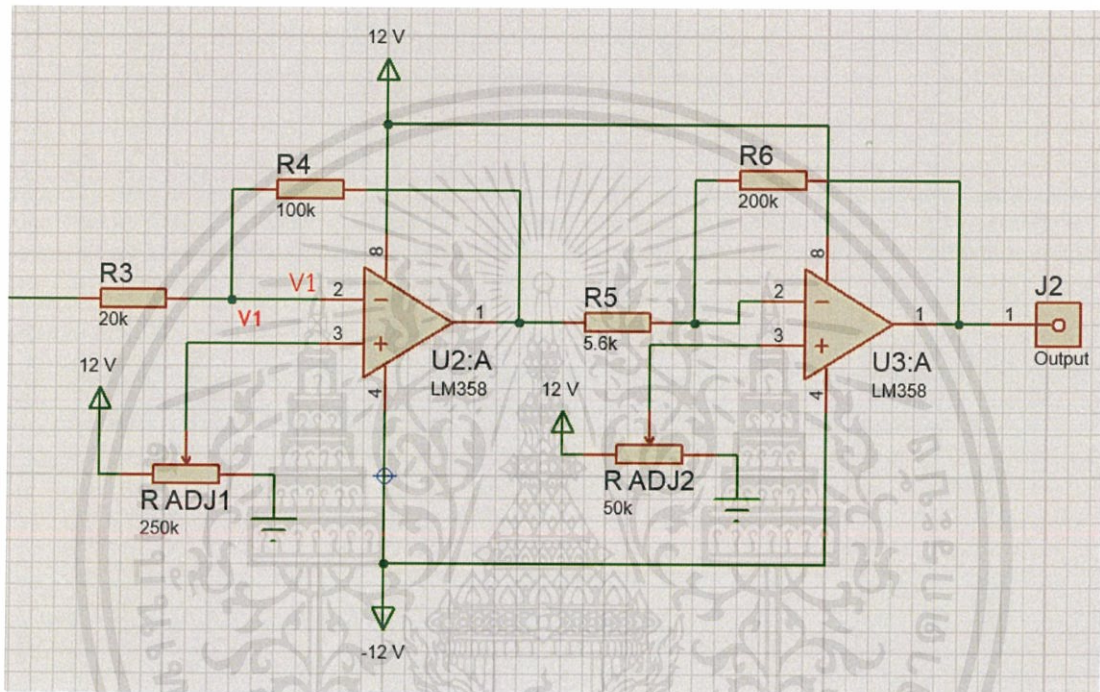 12 V
R4
100k
R6
200k
8
8
R3
20k
V1
V1
2
3
1
4
U2:A
LM358
R5
5.6k
2
3
1
4
U3:A
LM358
1
J2
Output
12 V
R ADJ1
250k
12 V
R ADJ2
50k
-12 V